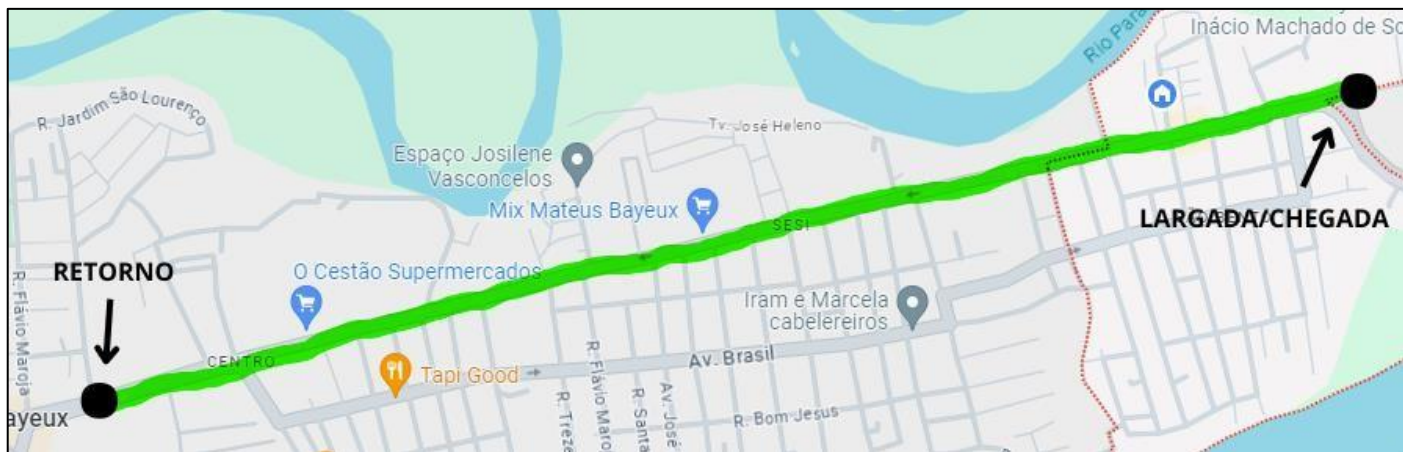 Inácio Machado de So
Rio Para
R. Jardim São Lourenço
Tv. José Heleno
Espaço Josilene
Vasconcelos
Mix Mateus Bayeux
SESI
LARGADA/CHEGADA
RETORNO
O Cestão Supermercados
R. Flávio Maroja
Iram e Marcela
cabelereiros
CENTRO
Av. Brasil
Tapi Good
ayeux
R. Treze
R. Flávio Maroj
R. Santa
Av. José
R. Bom Jesus